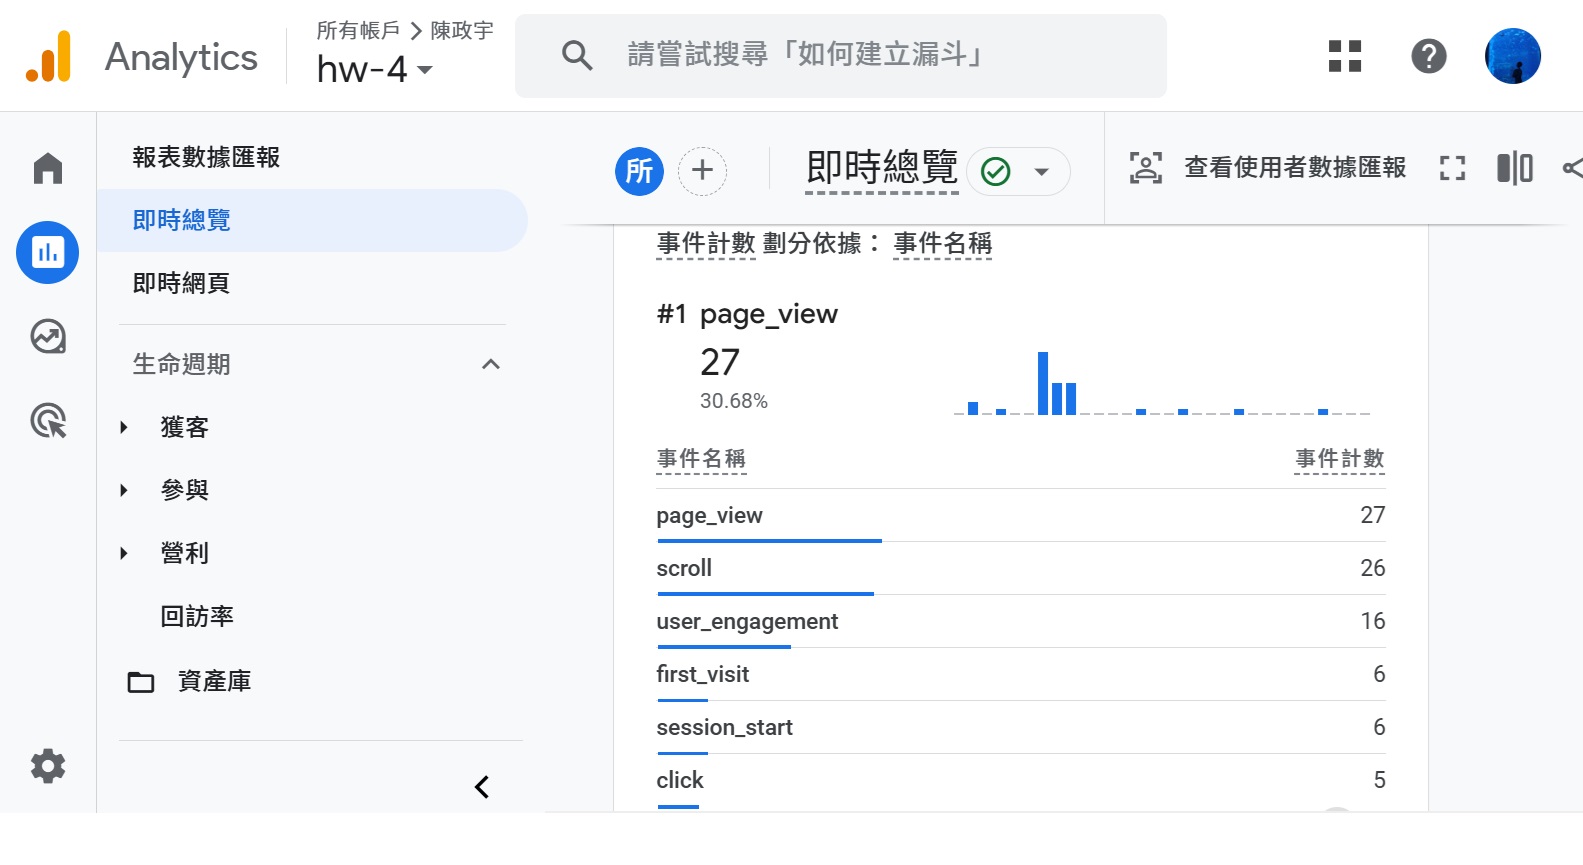 Analytics
所有帳戶 > 陳政宇
hw-4
請嘗試搜尋「如何建立漏斗」
報表數據匯報
即時總覽
即時網頁
生命週期
獲客
參與
營利
回訪率
資產庫
所
即時總覽
查看使用者數據匯報
事件計數 劃分依據： 事件名稱
#1 page_view
27
30.68%
事件名稱 事件計數
page_view 27
scroll 26
user_engagement 16
first_visit 6
session_start 6
click 5